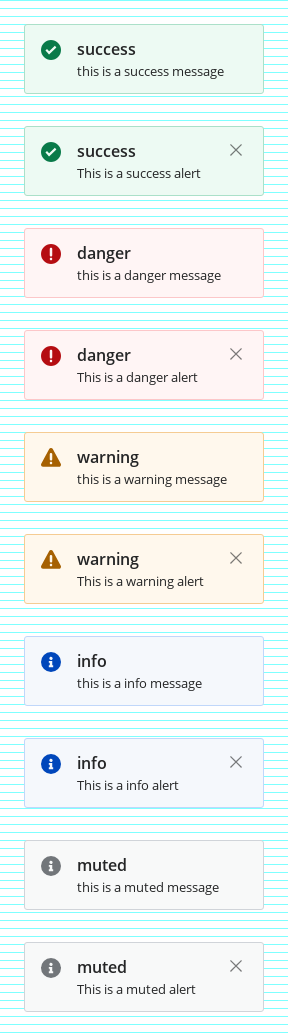 success
this is a success message
success
This is a success alert
danger
this is a danger message
danger
This is a danger alert
warning
this is a warning message
warning
This is a warning alert
info
this is a info message
info
This is a info alert
muted
this is a muted message
muted
This is a muted alert